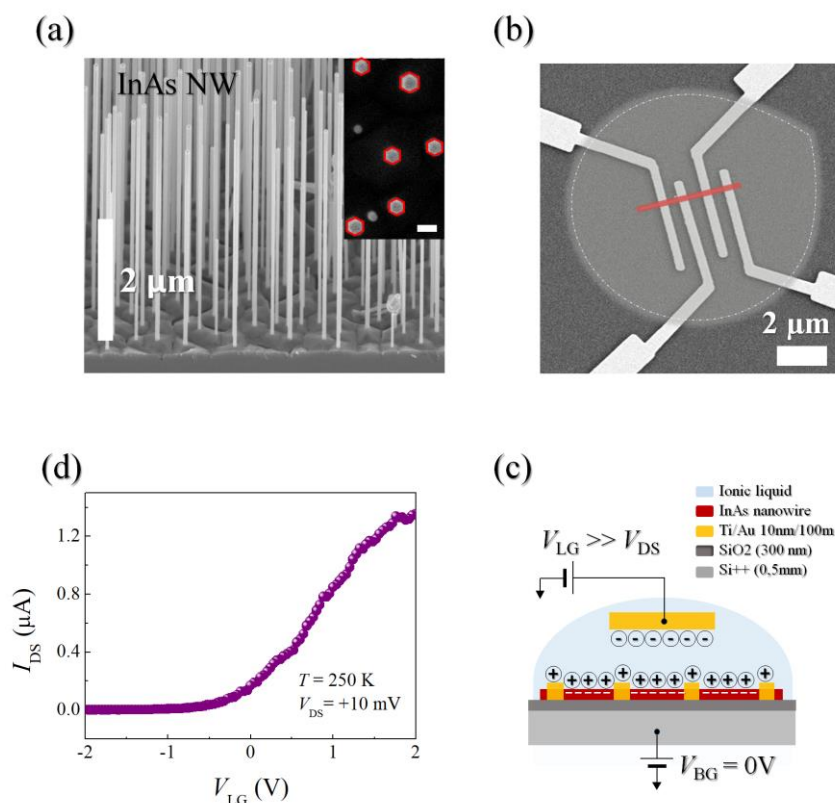 (a)
InAs NW
2 μm
(b)
2 μm
(d)
I_DS (μA)
1.2
0.8
0.4
0.0
T = 250 K
V_DS= +10 mV
-2
-1
0
1
2
V_LG (V)
(c)
Ionic liquid
InAs nanowire
Ti/Au 10nm/100m
SiO2 (300 nm)
Si++ (0,5mm)
V_LG >> V_DS
- - - - - -
+ + + + + + + + + + + + +
V_BG = 0V